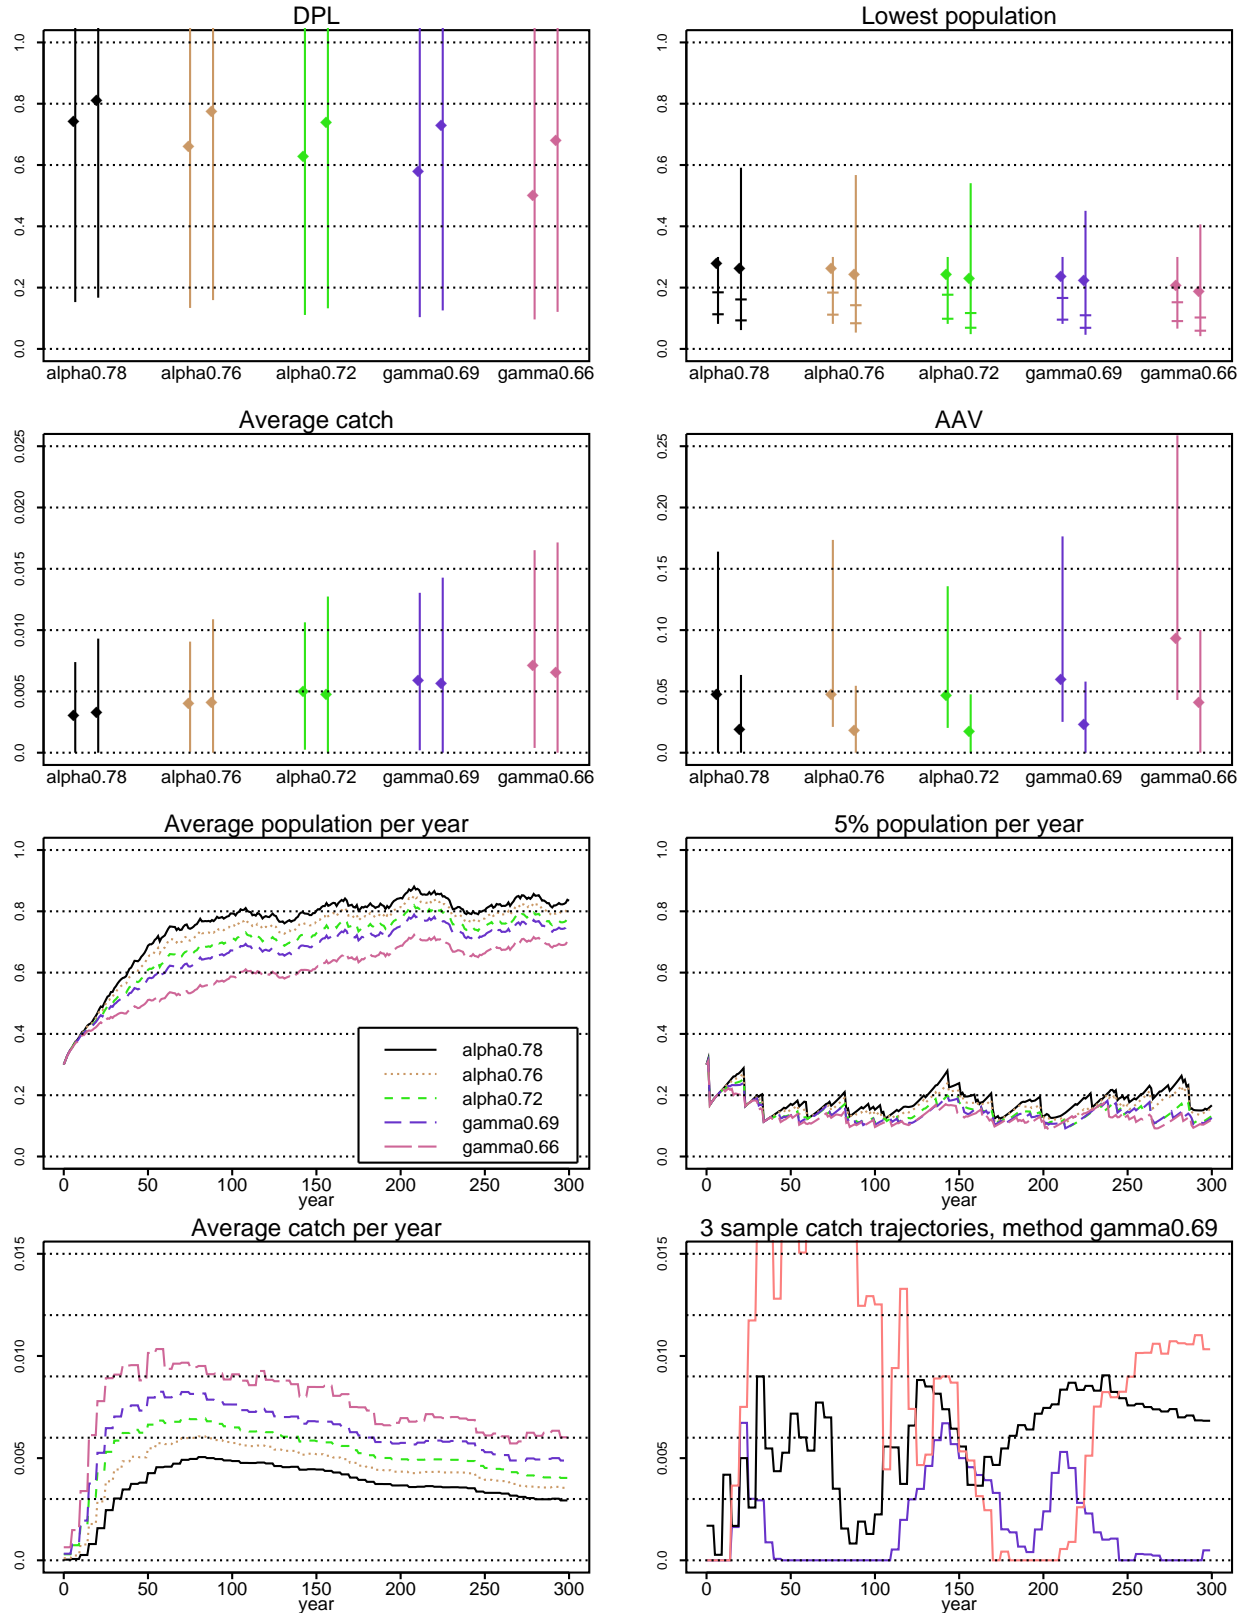 DPL
1.0
0.8
0.6
0.4
0.2
0.0
alpha0.78 alpha0.76 alpha0.72 gamma0.69 gamma0.66
Lowest population
1.0
0.8
0.6
0.4
0.2
0.0
alpha0.78 alpha0.76 alpha0.72 gamma0.69 gamma0.66
Average catch
0.025
0.020
0.015
0.010
0.005
0.0
alpha0.78 alpha0.76 alpha0.72 gamma0.69 gamma0.66
AAV
0.25
0.20
0.15
0.10
0.05
0.0
alpha0.78 alpha0.76 alpha0.72 gamma0.69 gamma0.66
Average population per year
1.0
0.8
0.6
0.4
0.2
0.0
alpha0.78
alpha0.76
alpha0.72
gamma0.69
gamma0.66
0 50 100 150 200 250 300
year
5% population per year
1.0
0.8
0.6
0.4
0.2
0.0
0 50 100 150 200 250 300
year
Average catch per year
0.015
0.010
0.005
0.0
0 50 100 150 200 250 300
year
3 sample catch trajectories, method gamma0.69
0.015
0.010
0.005
0.0
0 50 100 150 200 250 300
year